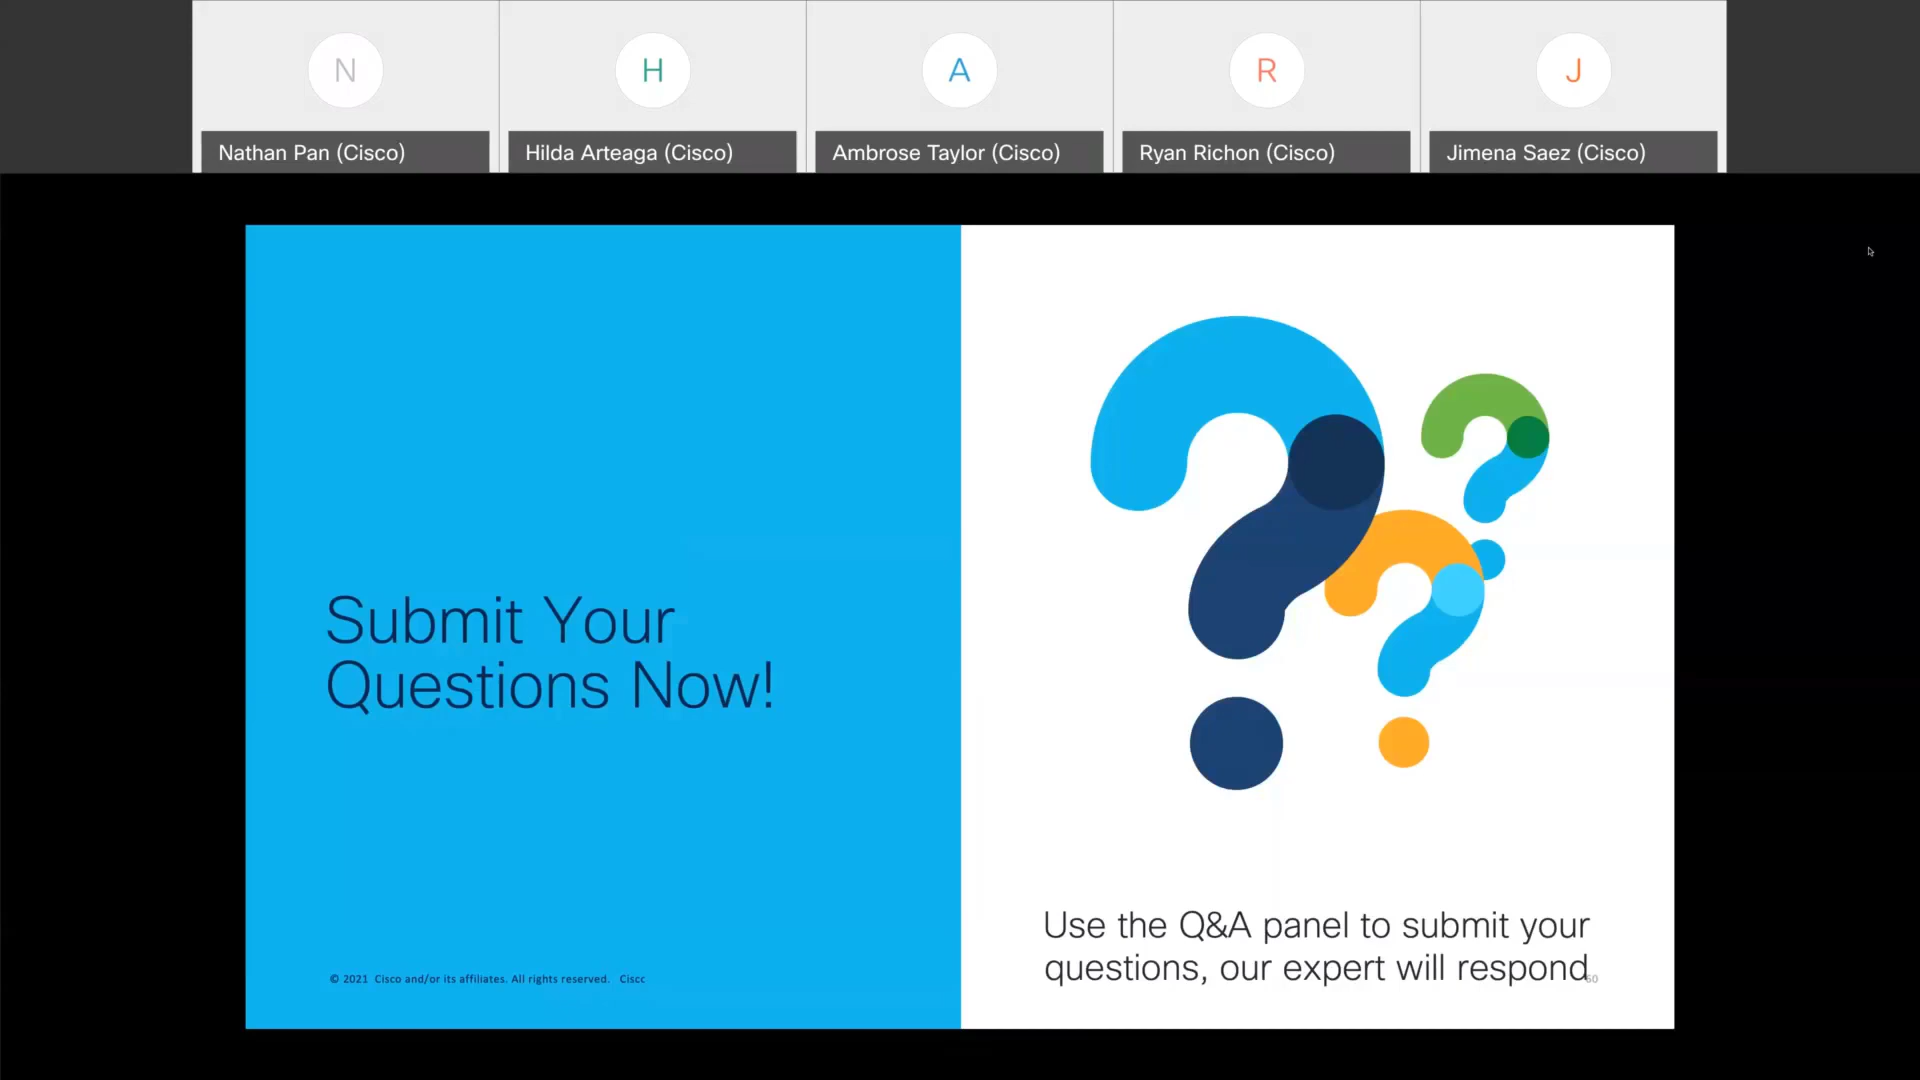 N
H
A
R
J
Nathan Pan (Cisco)
Hilda Arteaga (Cisco)
Ambrose Taylor (Cisco)
Ryan Richon (Cisco)
Jimena Saez (Cisco)
Submit Your
Questions Now!
Use the Q&A panel to submit your
questions, our expert will respond
© 2021 Cisco and/or its affiliates. All rights reserved. Ciscc
60